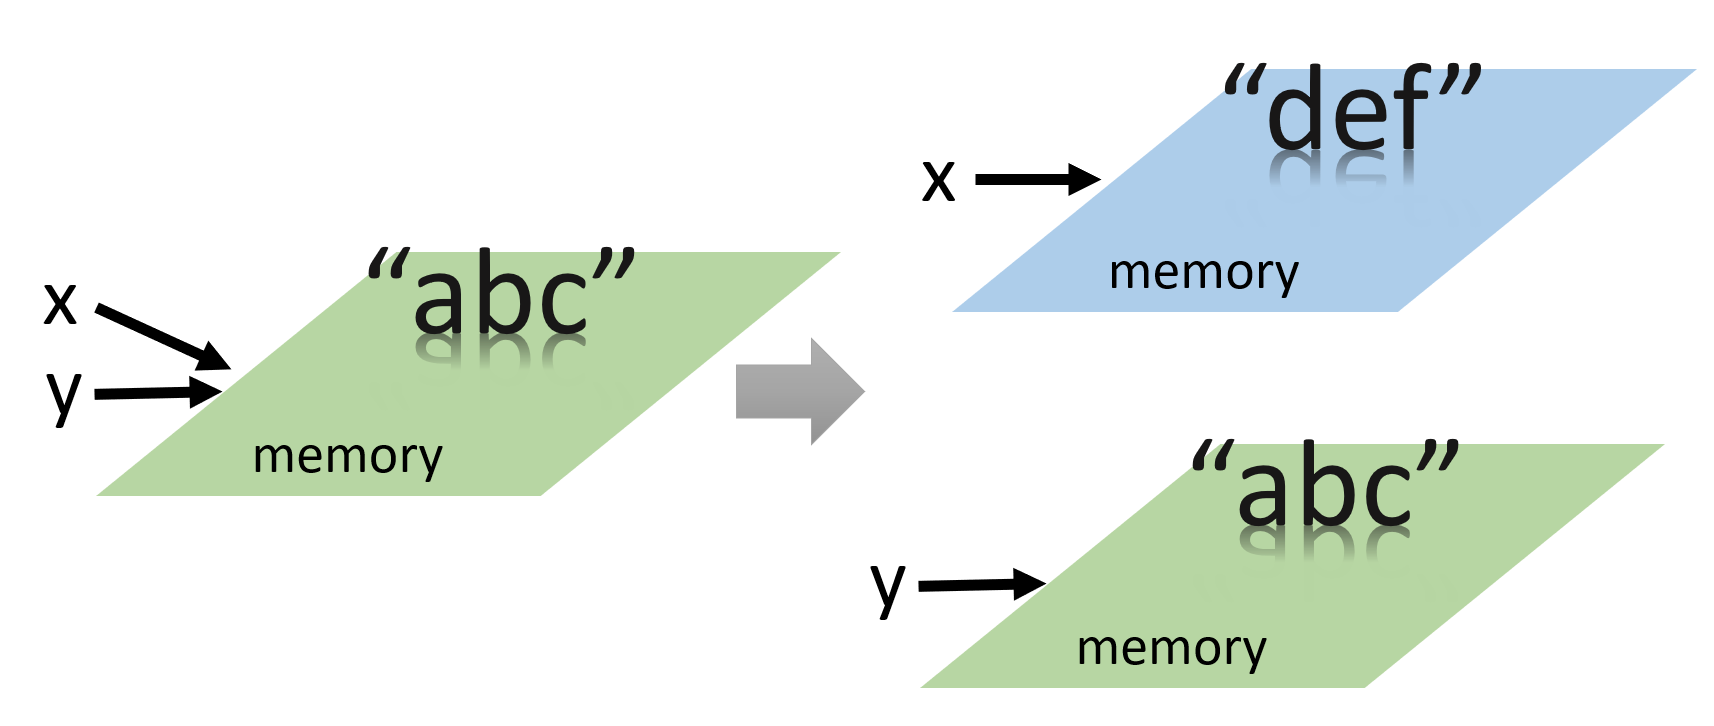 x
y
“abc”
memory
x
“def”
memory
y
“abc”
memory